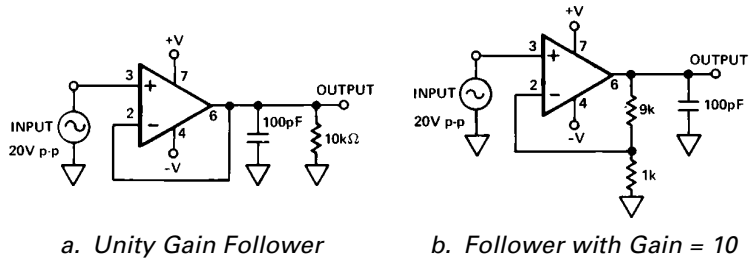 +V
3
+
7
2
−
6
4
-V
OUTPUT
INPUT
20V p-p
100pF
10kΩ
a. Unity Gain Follower
+V
3
+
7
2
−
6
4
-V
OUTPUT
INPUT
20V p-p
9k
100pF
1k
b. Follower with Gain = 10